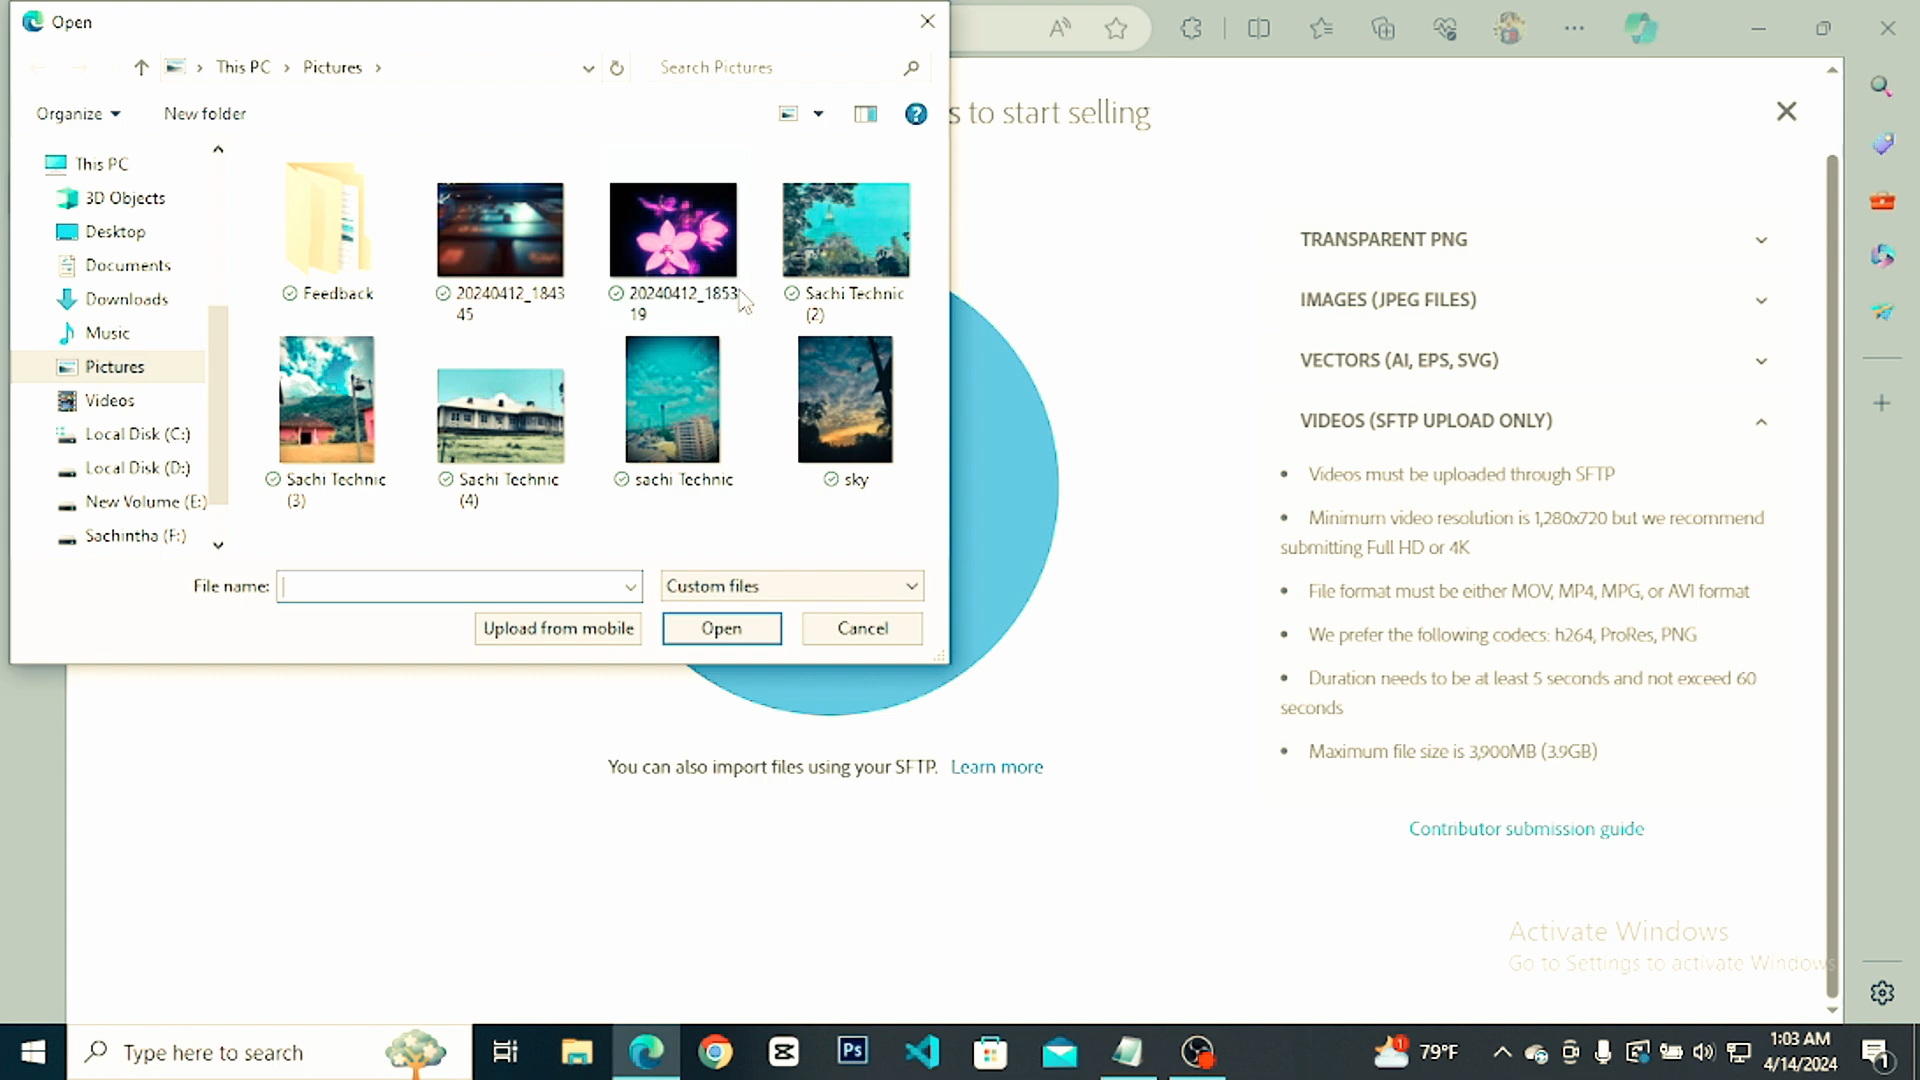 Open
This PC > Pictures >
Search Pictures
Organize
New folder
s to start selling
This PC
3D Objects
Desktop
Documents
Downloads
Music
Pictures
Videos
Local Disk (C:)
Local Disk (D:)
New Volume (E:)
Sachintha (F:)
Feedback
20240412_1843
45
20240412_1853
19
Sachi Technic
(2)
Sachi Technic
(3)
Sachi Technic
(4)
sachi Technic
sky
File name:
Custom files
Upload from mobile
Open
Cancel
You can also import files using your SFTP. Learn more
TRANSPARENT PNG
IMAGES (JPEG FILES)
VECTORS (AI, EPS, SVG)
VIDEOS (SFTP UPLOAD ONLY)
• Videos must be uploaded through SFTP
• Minimum video resolution is 1,280x720 but we recommend
submitting Full HD or 4K
• File format must be either MOV, MP4, MPG, or AVI format
• We prefer the following codecs: h264, ProRes, PNG
• Duration needs to be at least 5 seconds and not exceed 60
seconds
• Maximum file size is 3,900MB (3.9GB)
Contributor submission guide
Activate Windows
Go to Settings to activate Windows
Type here to search
Ps
79°F
1:03 AM
4/14/2024